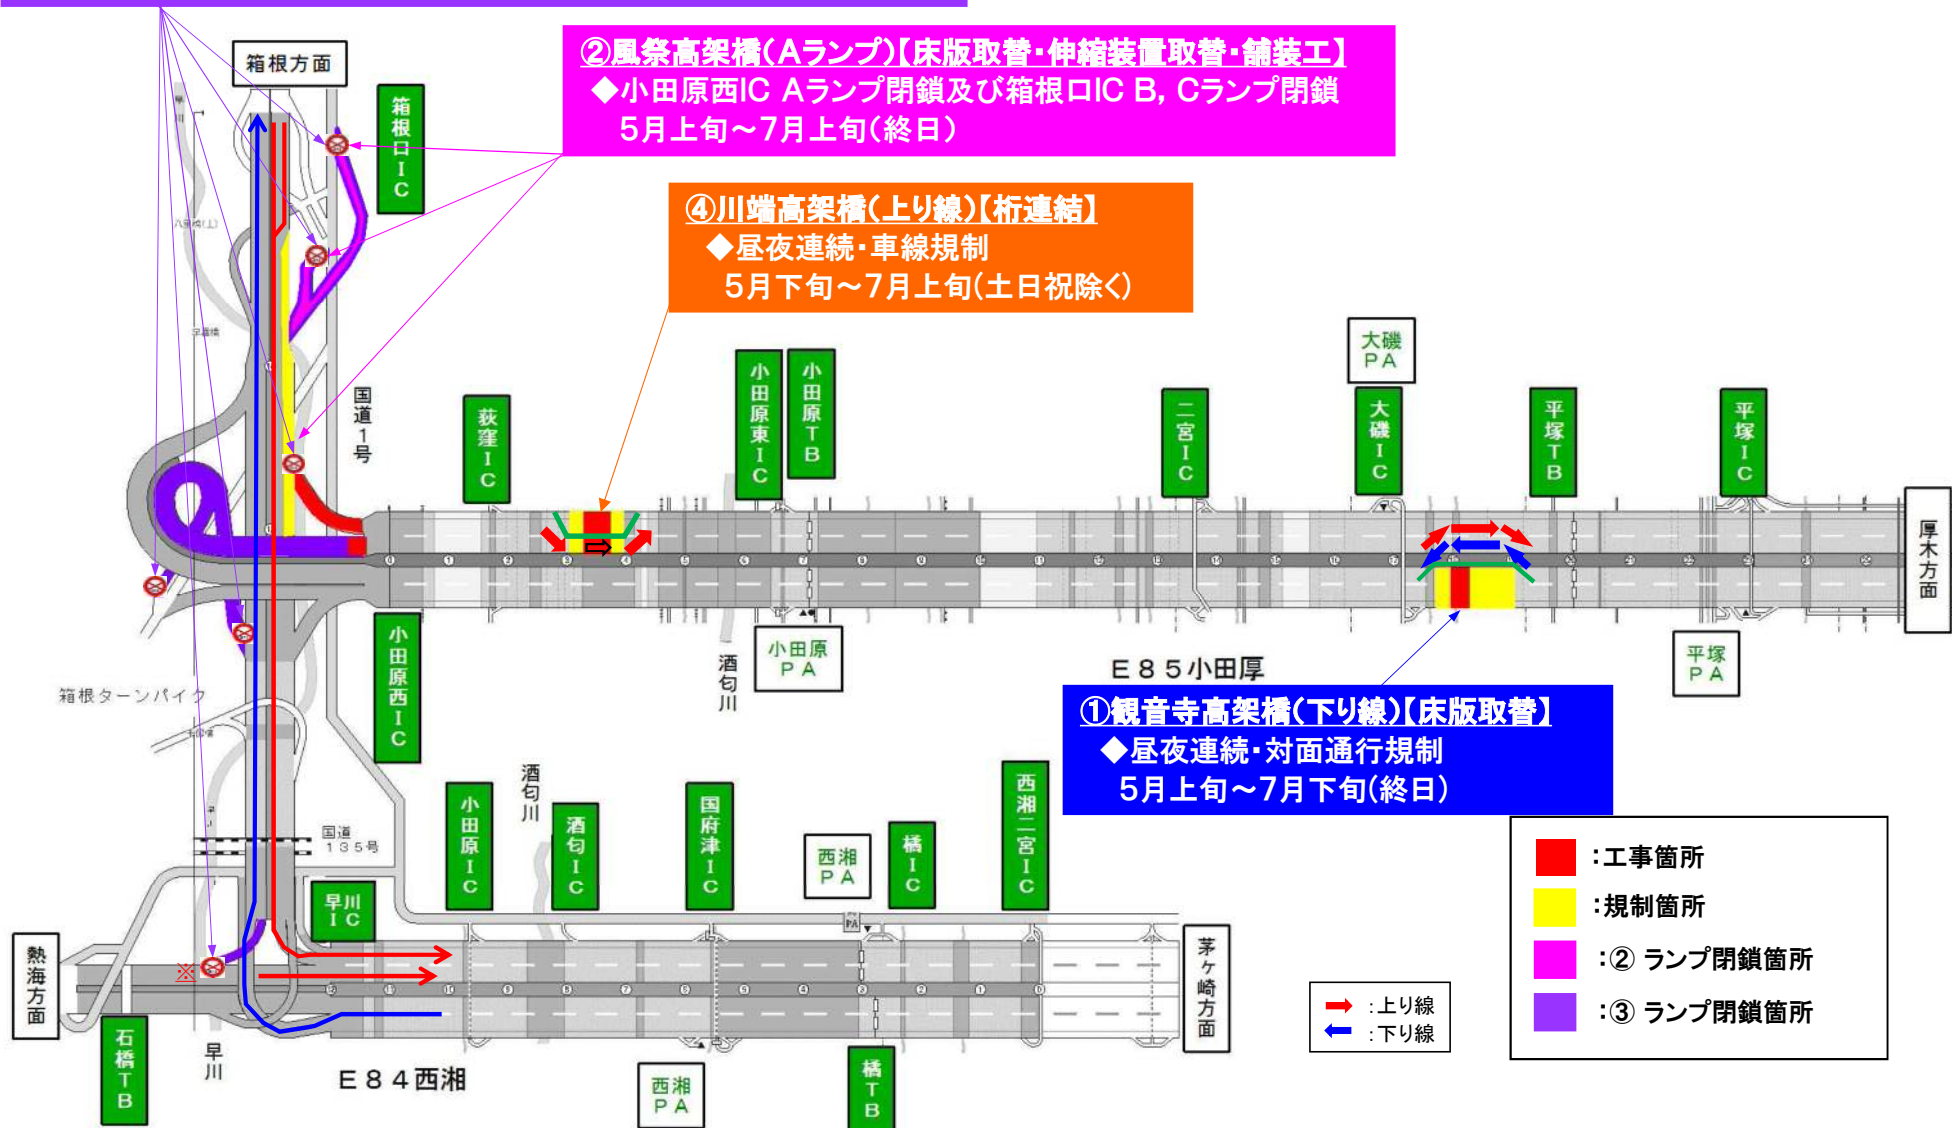 ②風祭高架橋(Aランプ)【床版取替・伸縮装置取替・舗装工】
◆小田原西IC Aランプ閉鎖及び箱根口IC B, Cランプ閉鎖
5月上旬～7月上旬(終日)
④川端高架橋(上り線)【桁連結】
◆昼夜連続・車線規制
5月下旬～7月上旬(土日祝除く)
箱根方面
箱根口IC
国道1号
荻窪IC
小田原東IC
小田原TB
二宮IC
大磯
PA
大磯IC
平塚TB
平塚IC
厚木方面
小田原西IC
酒匂川
小田原
PA
E85小田厚
平塚
PA
箱根ターンパイク
①観音寺高架橋(下り線)【床版取替】
◆昼夜連続・対面通行規制
5月上旬～7月下旬(終日)
国道
135号
早川
IC
小田原IC
酒匂川
酒匂IC
国府津IC
西湘
PA
橘IC
西湘二宮IC
PA
熱海方面
※
茅ヶ崎方面
石橋TB
早川
E84西湘
西湘
PA
橘TB
:上り線
:下り線
:工事箇所
:規制箇所
:② ランプ閉鎖箇所
:③ ランプ閉鎖箇所